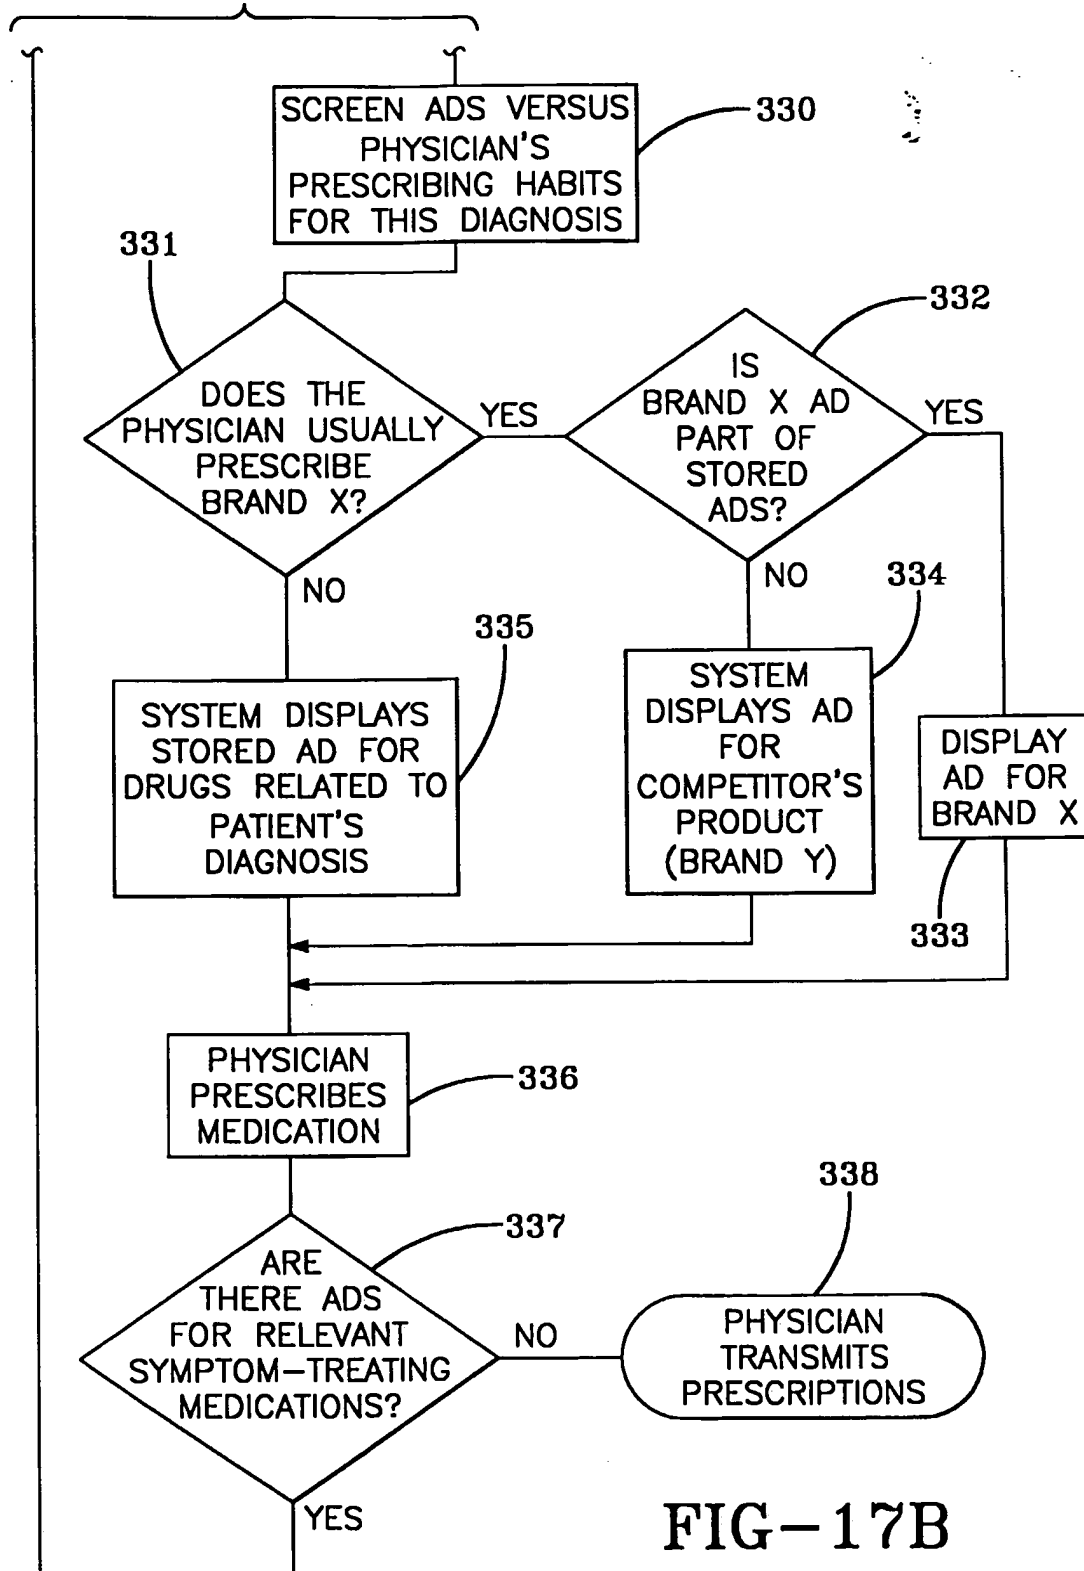 SCREEN ADS VERSUS
PHYSICIAN'S
PRESCRIBING HABITS
FOR THIS DIAGNOSIS
330
331
DOES THE
PHYSICIAN USUALLY
PRESCRIBE
BRAND X?
YES
NO
332
IS
BRAND X AD
PART OF
STORED
ADS?
YES
NO
334
SYSTEM
DISPLAYS AD
FOR
COMPETITOR'S
PRODUCT
(BRAND Y)
DISPLAY
AD FOR
BRAND X
333
335
SYSTEM DISPLAYS
STORED AD FOR
DRUGS RELATED TO
PATIENT'S
DIAGNOSIS
PHYSICIAN
PRESCRIBES
MEDICATION
336
337
ARE
THERE ADS
FOR RELEVANT
SYMPTOM-TREATING
MEDICATIONS?
NO
YES
338
PHYSICIAN
TRANSMITS
PRESCRIPTIONS
FIG-17B